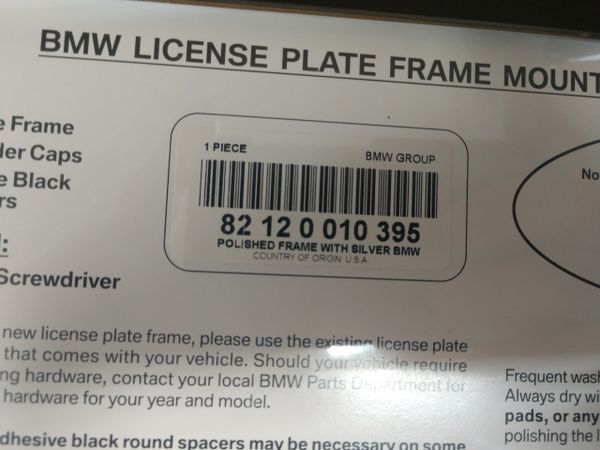 BMW LICENSE PLATE FRAME MOUNT
Frame
er Caps
Black
rs
Screwdriver
1 PIECE
BMW GROUP
82 12 0 010 395
POLISHED FRAME WITH SILVER BMW
COUNTRY OF ORIGIN U S A
No
new license plate frame, please use the existing license plate
that comes with your vehicle. Should your vehicle require
ng hardware, contact your local BMW Parts Department for
hardware for your year and model.
dhesive black round spacers may be necessary on some
Frequent wash
Always dry wi
pads, or any
polishing the l